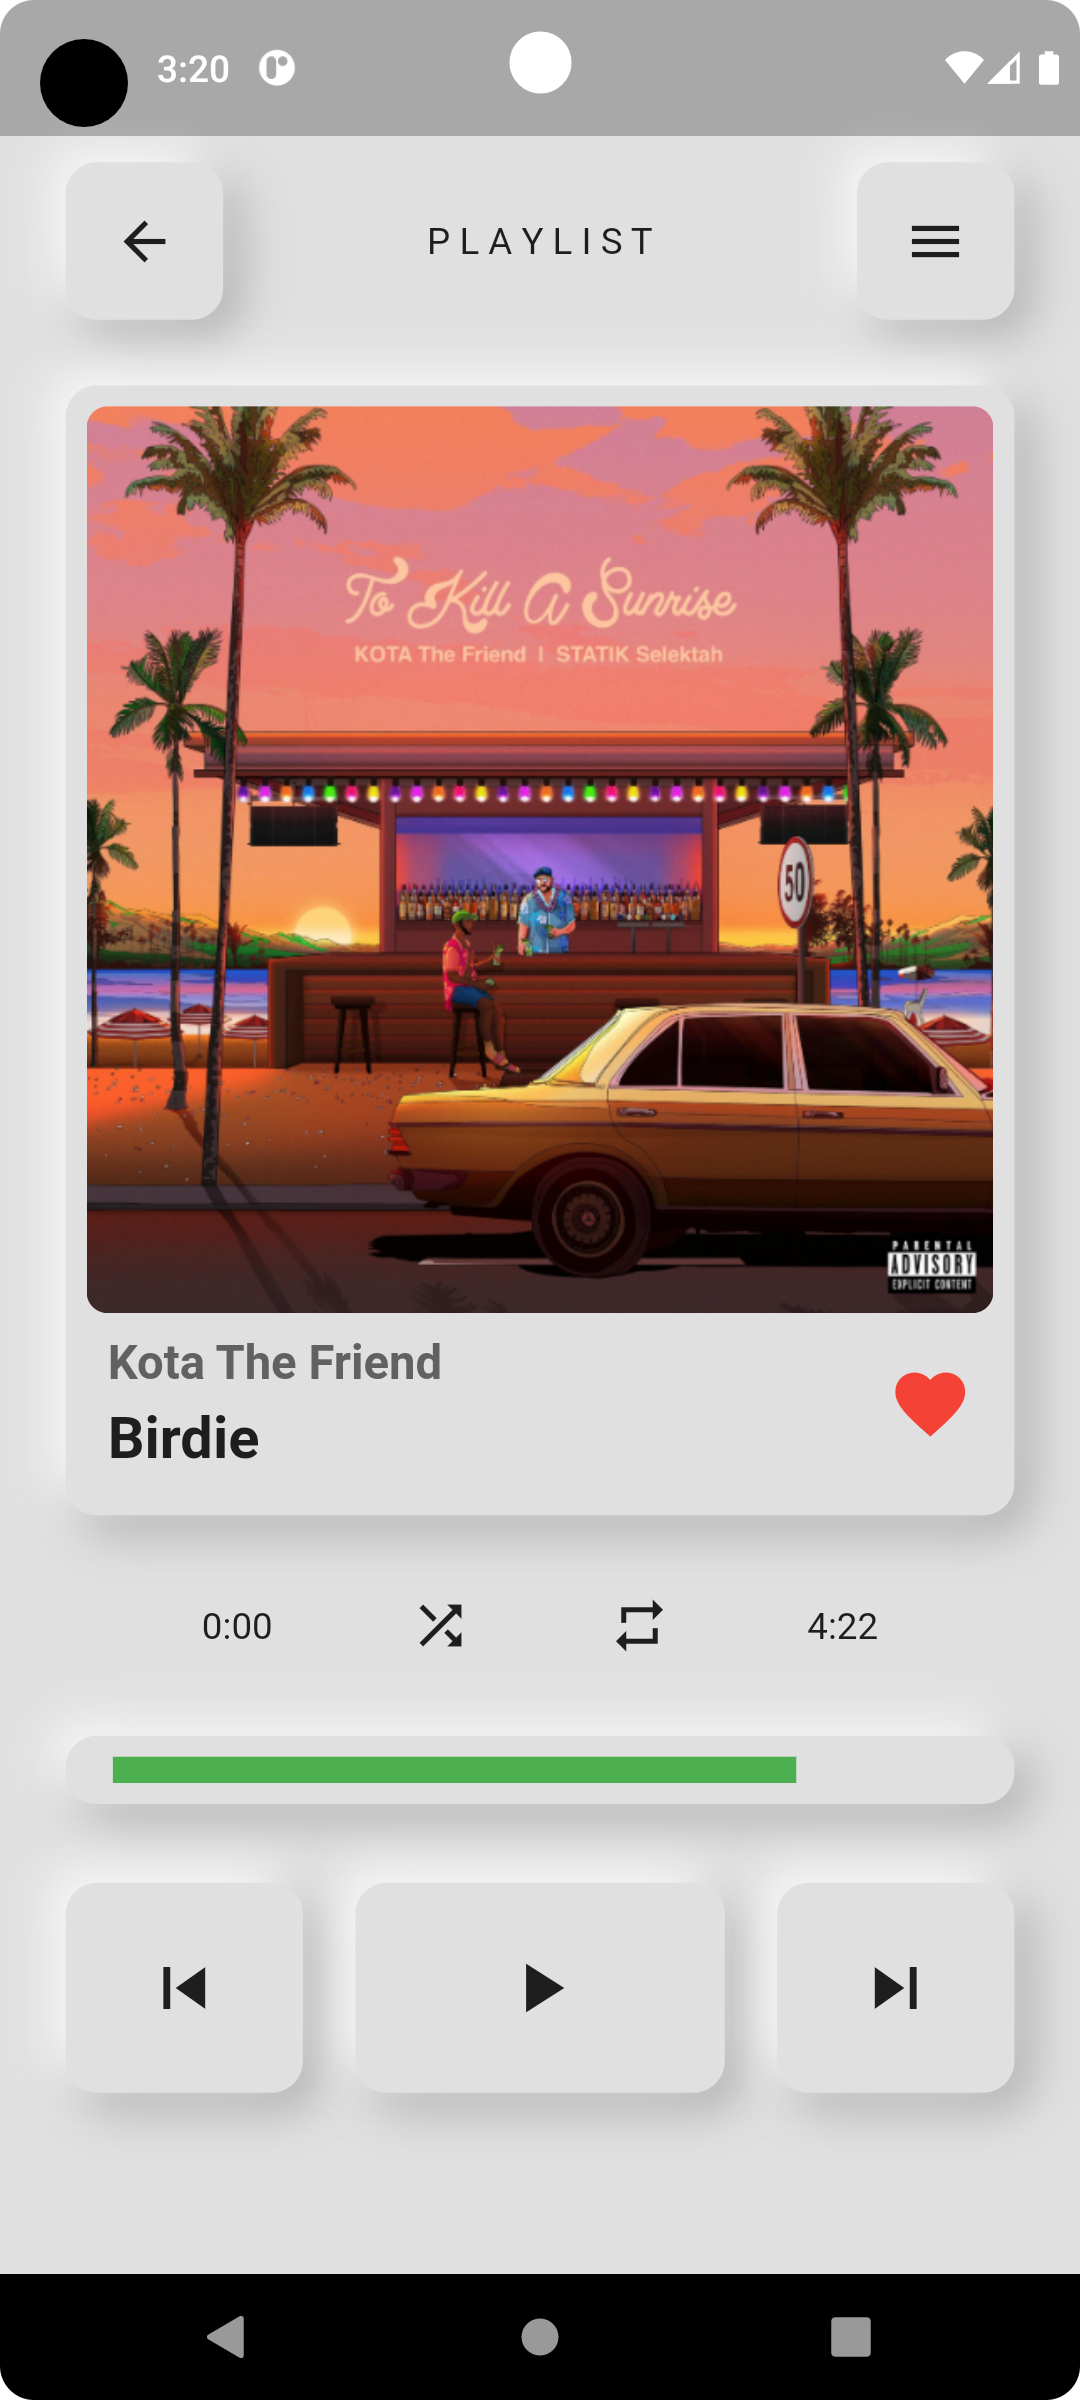 3:20
PLAYLIST
To Kill A Sunrise
KOTA The Friend | STATIK Selektah
50
PARENTAL
ADVISORY
EXPLICIT CONTENT
Kota The Friend
Birdie
0:00
4:22